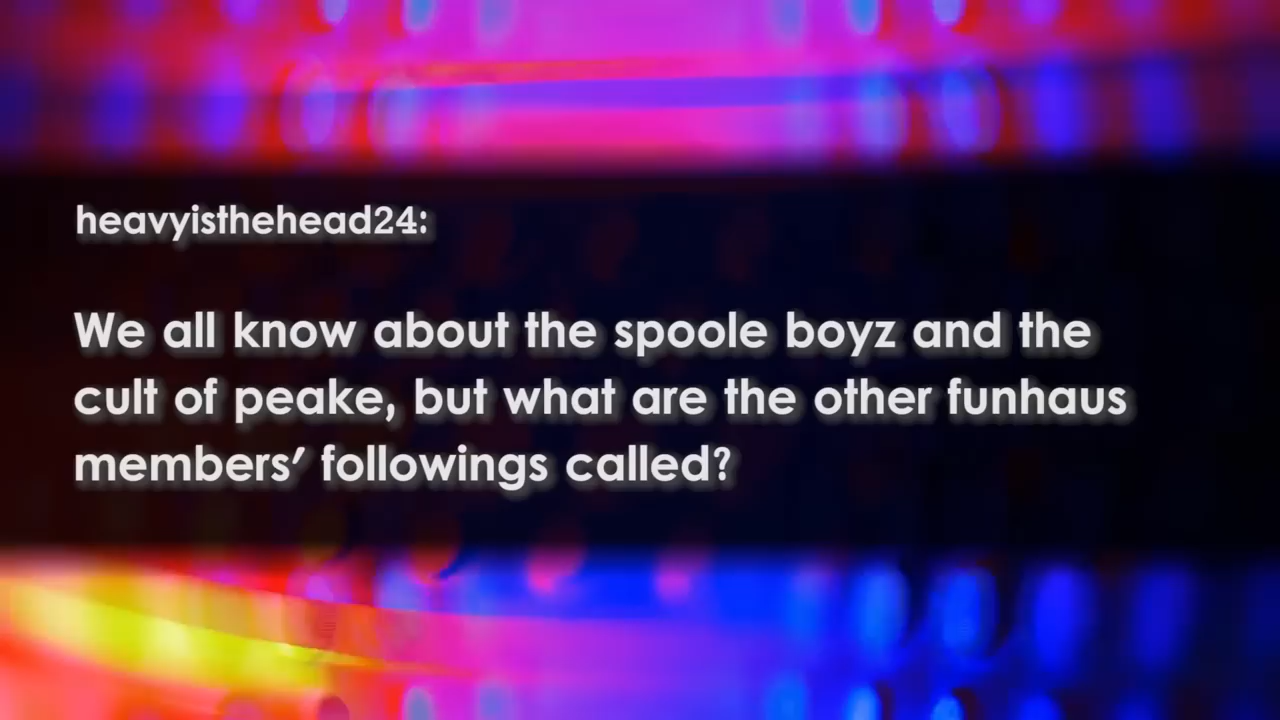 heavyisthehead24:
We all know about the spoole boyz and the
cult of peake, but what are the other funhaus
members' followings called?